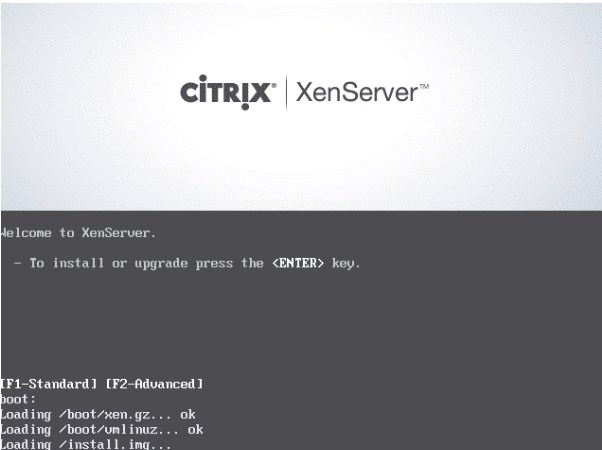 CITRIX® | XenServer™
Welcome to XenServer.
- To install or upgrade press the <ENTER> key.
[F1-Standard] [F2-Advanced]
boot:
Loading /boot/xen.gz... ok
Loading /boot/vmlinuz... ok
Loading /install.img...